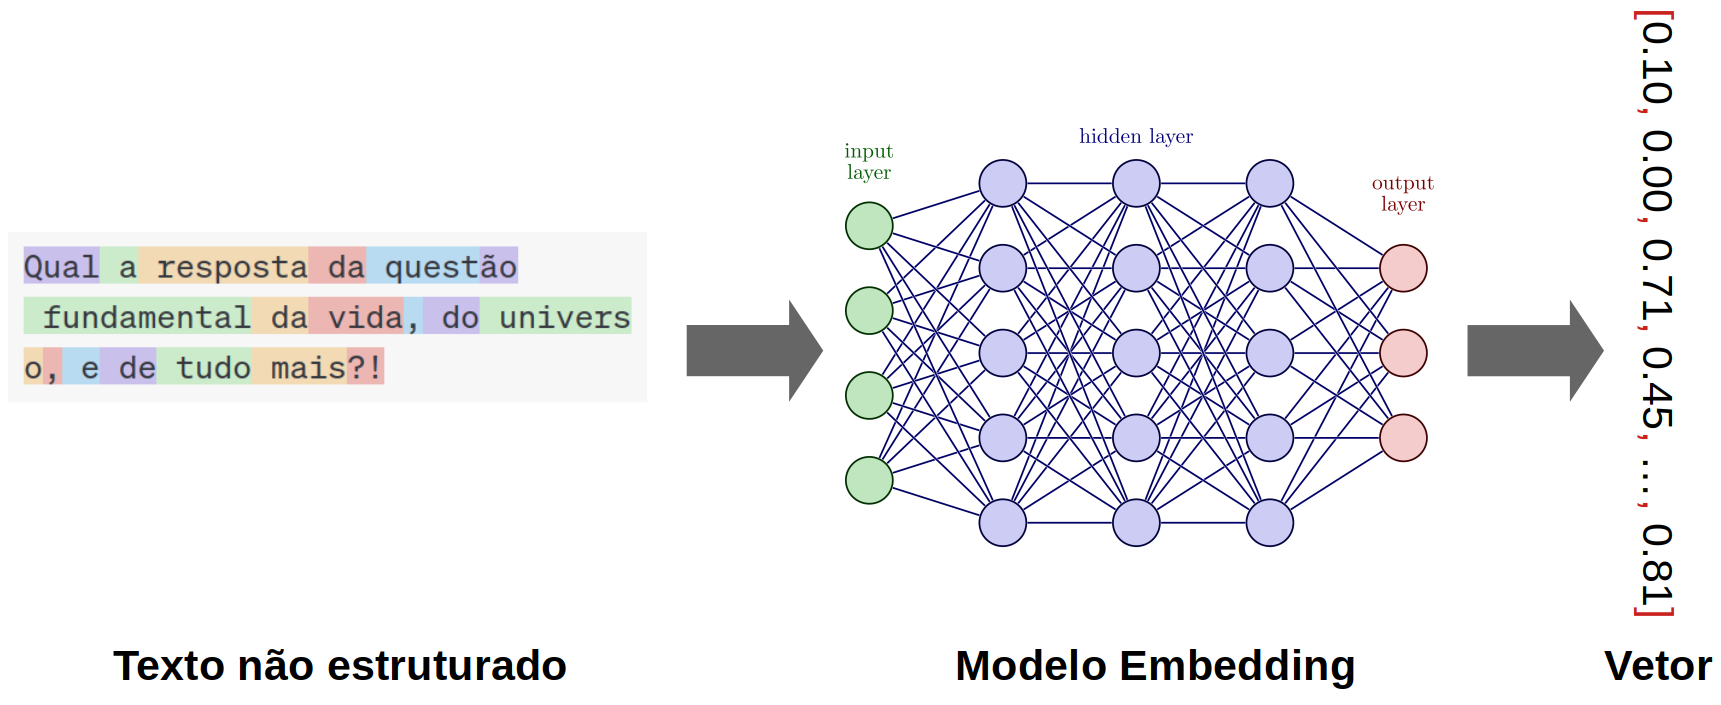 Qual a resposta da questão
fundamental da vida, do univers
o, e de tudo mais?!
Texto não estruturado
input
layer
hidden layer
output
layer
Modelo Embedding
[0.10, 0.00, 0.71, 0.45, ..., 0.81]
Vetor